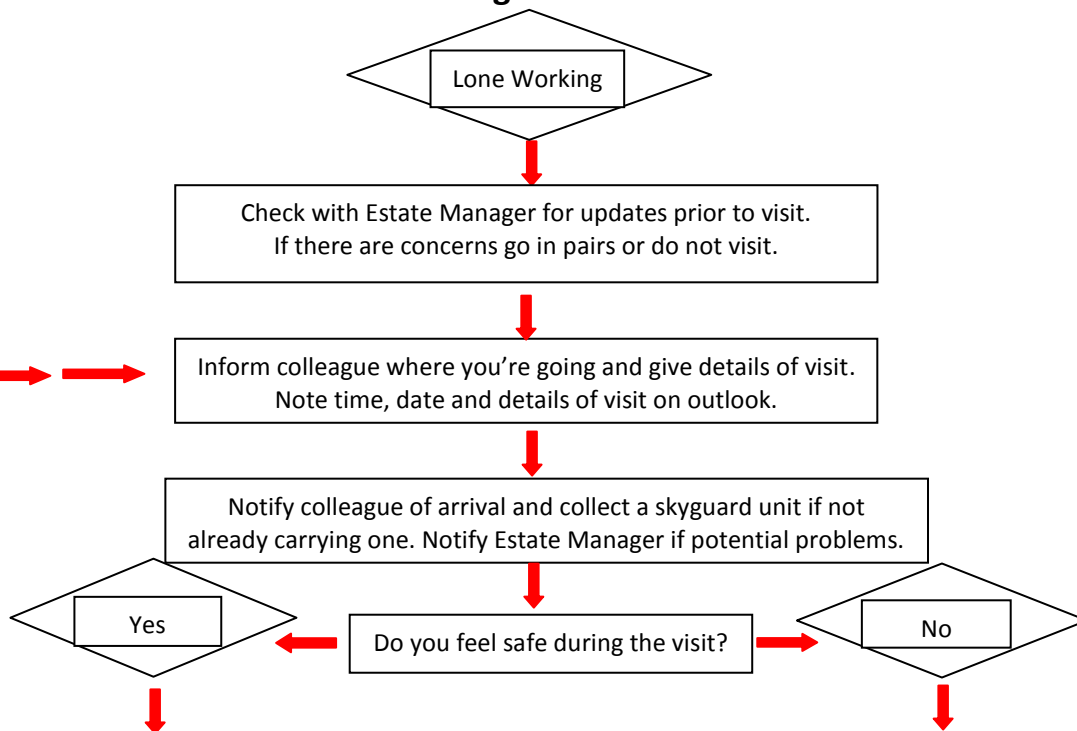 Lone Working
Check with Estate Manager for updates prior to visit.
If there are concerns go in pairs or do not visit.
Inform colleague where you’re going and give details of visit.
Note time, date and details of visit on outlook.
Notify colleague of arrival and collect a skyguard unit if not
already carrying one. Notify Estate Manager if potential problems.
Yes
Do you feel safe during the visit?
No